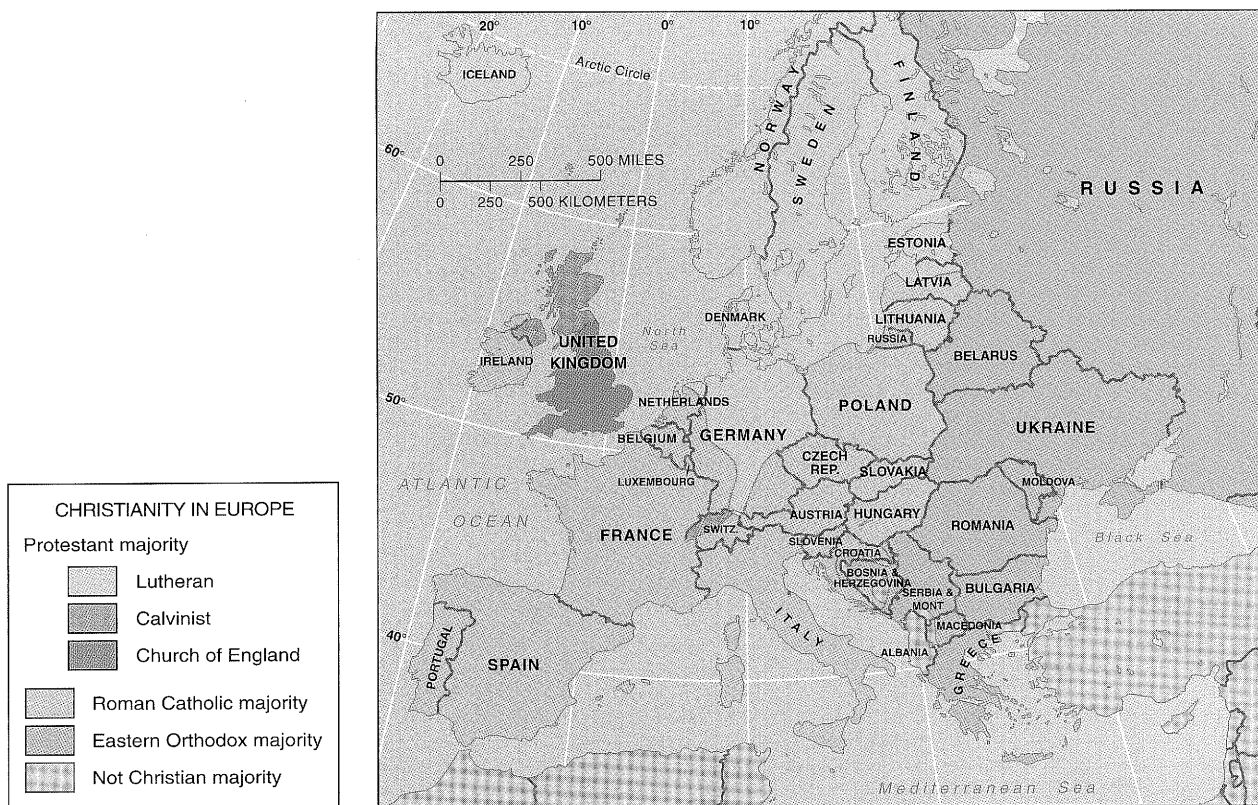 20°
10°
0°
10°
ICELAND
Arctic Circle
NORWAY
SWEDEN
FINLAND
60°
0 250 500 MILES
0 250 500 KILOMETERS
RUSSIA
ESTONIA
LATVIA
DENMARK
LITHUANIA
North
Sea
RUSSIA
UNITED
KINGDOM
IRELAND
BELARUS
50°
NETHERLANDS
POLAND
BELGIUM
GERMANY
UKRAINE
CZECH
REP.
SLOVAKIA
LUXEMBOURG
MOLDOVA
ATLANTIC
OCEAN
AUSTRIA
HUNGARY
ROMANIA
FRANCE
SWITZ.
SLOVENIA
CROATIA
Black Sea
BOSNIA &
HERZEGOVINA
SERBIA &
MONT
BULGARIA
ITALY
MACEDONIA
40°
ALBANIA
GREECE
PORTUGAL
SPAIN
Mediterranean Sea
CHRISTIANITY IN EUROPE
Protestant majority
Lutheran
Calvinist
Church of England
Roman Catholic majority
Eastern Orthodox majority
Not Christian majority